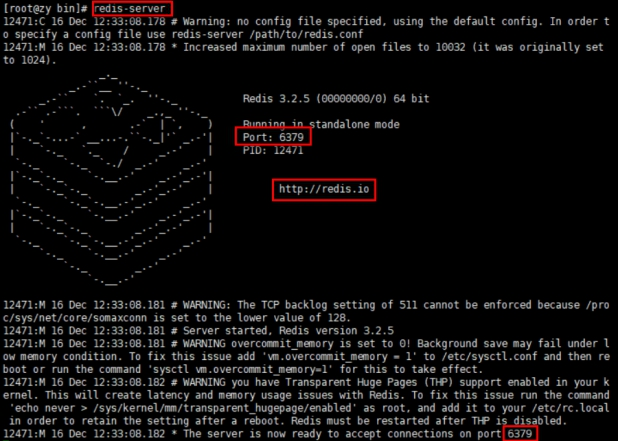 [root@zy bin]# redis-server
12471:C 16 Dec 12:33:08.178 # Warning: no config file specified, using the default config. In order t
o specify a config file use redis-server /path/to/redis.conf
12471:M 16 Dec 12:33:08.178 * Increased maximum number of open files to 10032 (it was originally set
to 1024).
Redis 3.2.5 (00000000/0) 64 bit
Running in standalone mode
Port: 6379
PID: 12471
http://redis.io
12471:M 16 Dec 12:33:08.181 # WARNING: The TCP backlog setting of 511 cannot be enforced because /pro
c/sys/net/core/somaxconn is set to the lower value of 128.
12471:M 16 Dec 12:33:08.181 # Server started, Redis version 3.2.5
12471:M 16 Dec 12:33:08.181 # WARNING overcommit_memory is set to 0! Background save may fail under l
ow memory condition. To fix this issue add 'vm.overcommit_memory = 1' to /etc/sysctl.conf and then re
boot or run the command 'sysctl vm.overcommit_memory=1' for this to take effect.
12471:M 16 Dec 12:33:08.182 # WARNING you have Transparent Huge Pages (THP) support enabled in your k
ernel. This will create latency and memory usage issues with Redis. To fix this issue run the command
'echo never > /sys/kernel/mm/transparent_hugepage/enabled' as root, and add it to your /etc/rc.local
in order to retain the setting after a reboot. Redis must be restarted after THP is disabled.
12471:M 16 Dec 12:33:08.182 * The server is now ready to accept connections on port 6379